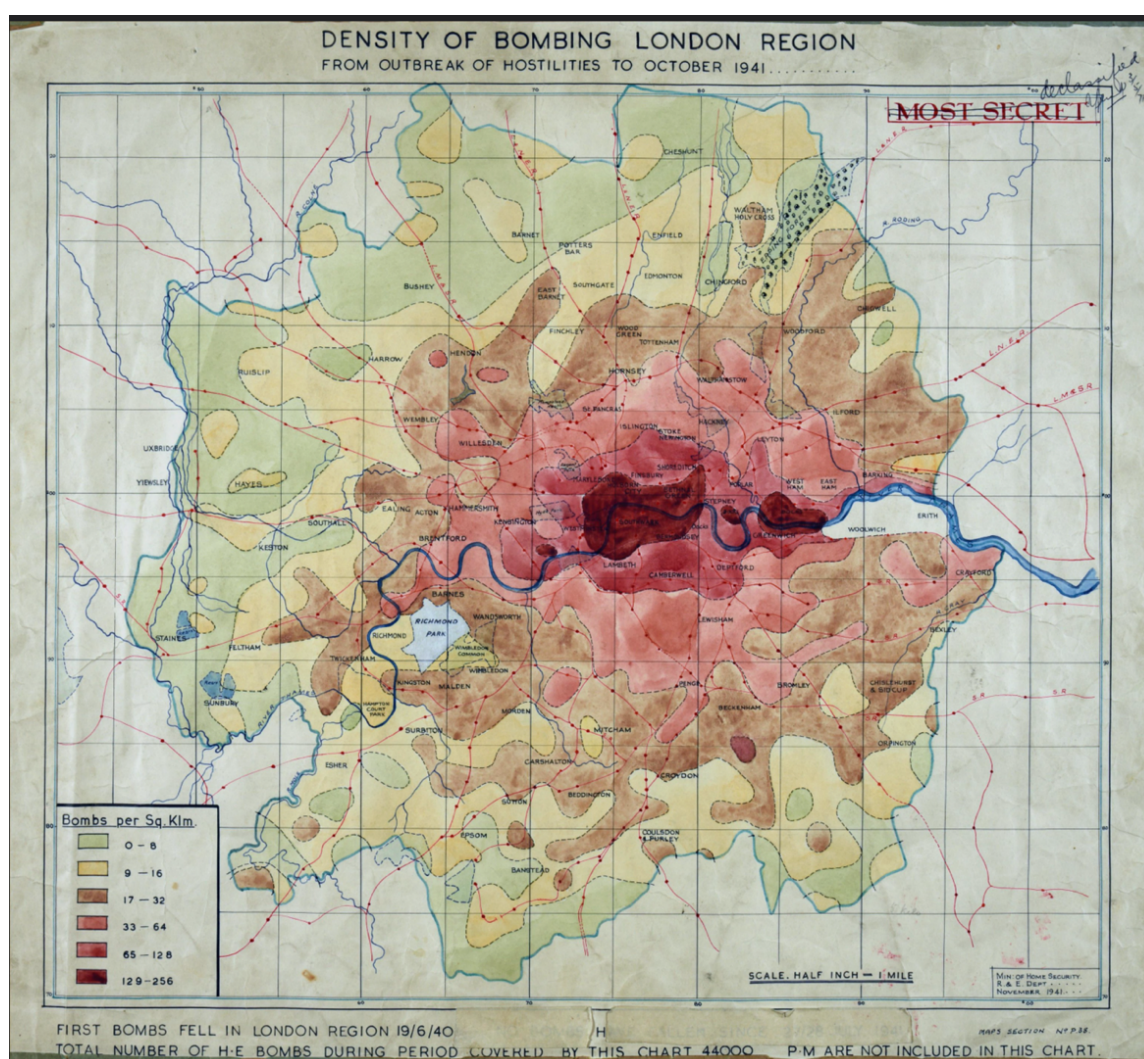 DENSITY OF BOMBING LONDON REGION
FROM OUTBREAK OF HOSTILITIES TO OCTOBER 1941
declassified
MOST SECRET
CHESHUNT
WALTHAM
HOLY CROSS
R. RODING
BARNET
POTTERS
BAR
ENFIELD
EDMONTON
CHINGFORD
BUSHEY
EAST
BARNET
SOUTHGATE
CHIGWELL
FINCHLEY
WOOD
GREEN
TOTTENHAM
WOODFORD
HARROW
HENDON
HORNSEY
WALTHAMSTOW
RUISLIP
L.N.E.R.
L.M.&S.R.
WEMBLEY
ST. PANCRAS
ISLINGTON
STOKE
NEWINGTON
HACKNEY
LEYTON
ILFORD
UXBRIDGE
WILLESDEN
SHOREDITCH
FINSBURY
BARKING
YIEWSLEY
HAYES
POPLAR
WEST
HAM
EAST
HAM
EALING
ACTON
HAMMERSMITH
KENSINGTON
STEPNEY
ERITH
SOUTHALL
BRENTFORD
BERMONDSEY
GREENWICH
WOOLWICH
HESTON
LAMBETH
CAMBERWELL
DEPTFORD
CRAYFORD
BARNES
WANDSWORTH
LEWISHAM
R. CRAY
BEXLEY
STAINES
FELTHAM
RICHMOND
RICHMOND
PARK
WIMBLEDON
COMMON
TWICKENHAM
WIMBLEDON
KINGSTON
MALDEN
PENGE
BROMLEY
CHISLEHURST
& SIDCUP
S.R.
S.R.
SUNBURY
RIVER
HAMPTON
COURT
PARK
MORDEN
BECKENHAM
SURBITON
MITCHAM
ORPINGTON
ESHER
CARSHALTON
CROYDON
BEDDINGTON
SUTTON
EPSOM
COULSDON
& PURLEY
BANSTEAD
Bombs per Sq. Klm.
0 – 8
9 – 16
17 – 32
33 – 64
65 – 128
129 – 256
SCALE. HALF INCH = 1 MILE
MIN: OF HOME SECURITY.
R. & E. DEPT
NOVEMBER 1941
FIRST BOMBS FELL IN LONDON REGION 19/6/40 H
MAPS SECTION
TOTAL NUMBER OF H·E BOMBS DURING PERIOD COVERED BY THIS CHART 44000 P·M ARE NOT INCLUDED IN THIS CHART.